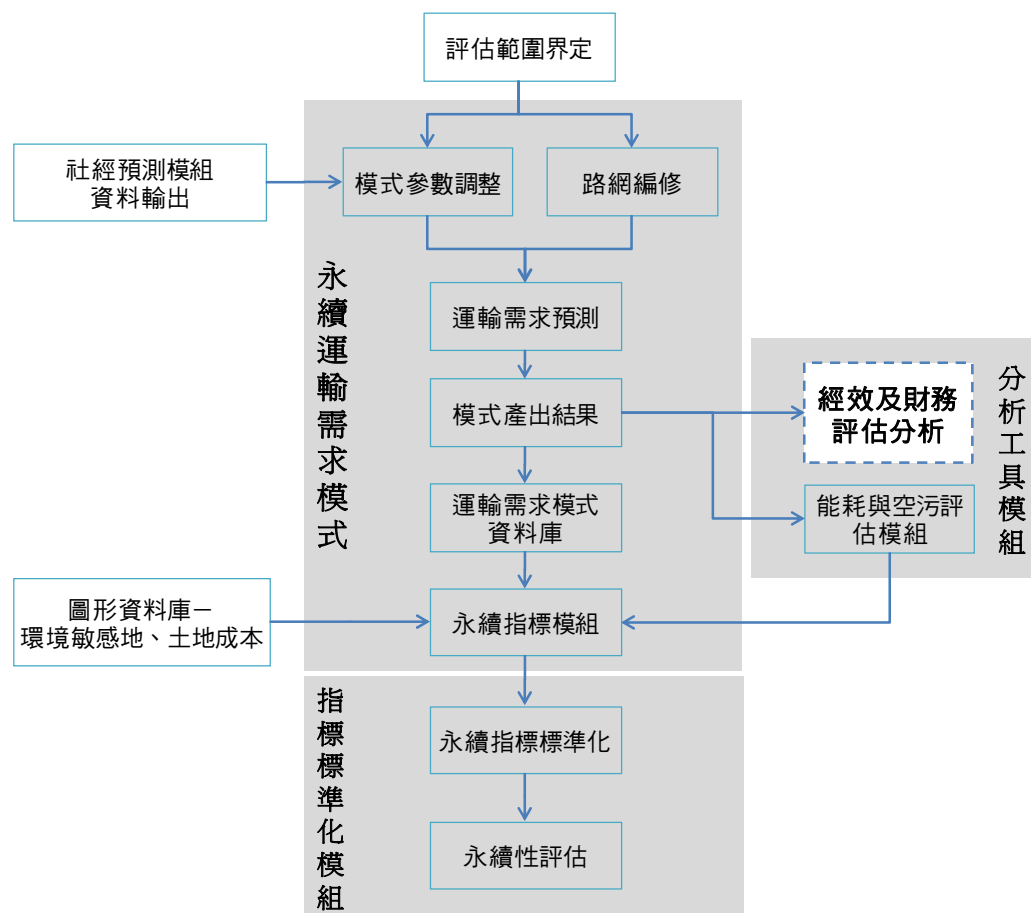 評估範圍界定
社經預測模組
資料輸出
模式參數調整
路網編修
永續運輸需求模式
運輸需求預測
模式產出結果
經效及財務
評估分析
分析工具模組
運輸需求模式
資料庫
能耗與空污評
估模組
圖形資料庫－
環境敏感地、土地成本
永續指標模組
指標標準化模組
永續指標標準化
永續性評估